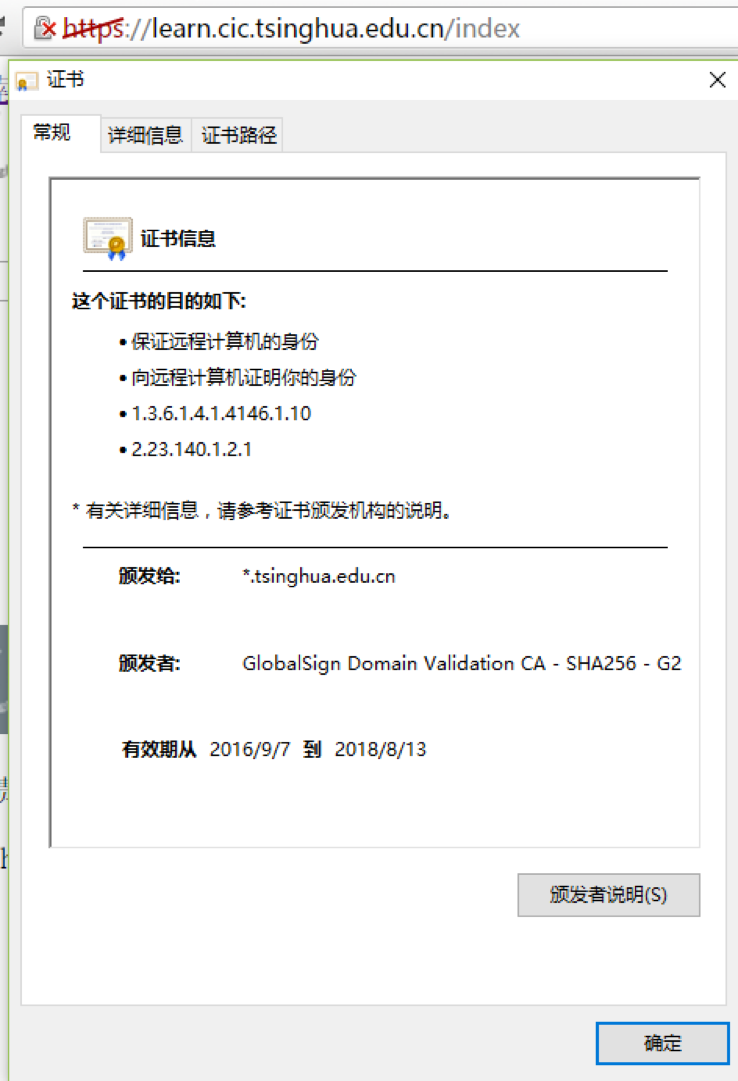 https://learn.cic.tsinghua.edu.cn/index
证书
常规 详细信息 证书路径
证书信息
这个证书的目的如下:
• 保证远程计算机的身份
• 向远程计算机证明你的身份
• 1.3.6.1.4.1.4146.1.10
• 2.23.140.1.2.1
* 有关详细信息，请参考证书颁发机构的说明。
颁发给: *.tsinghua.edu.cn
颁发者: GlobalSign Domain Validation CA - SHA256 - G2
有效期从 2016/9/7 到 2018/8/13
颁发者说明(S)
确定